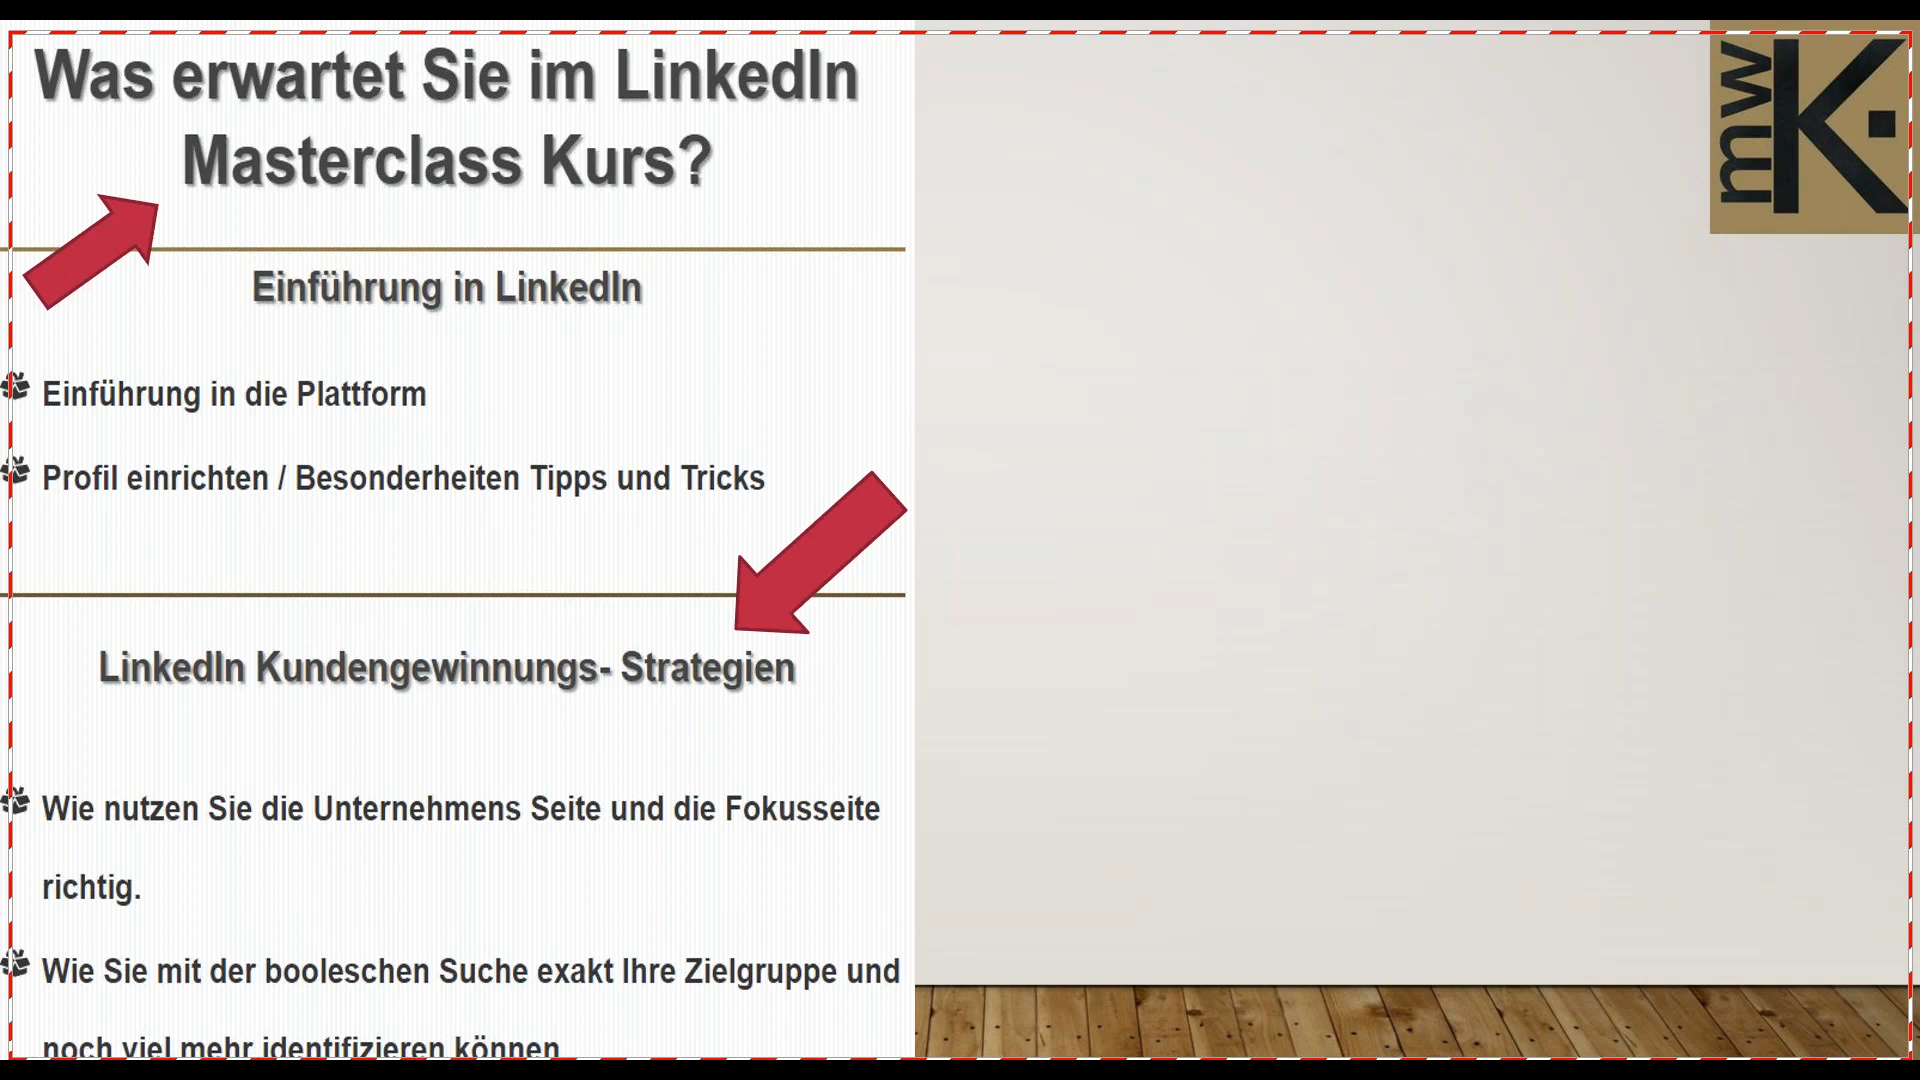 Was erwartet Sie im LinkedIn
Masterclass Kurs?
mwK.
Einführung in LinkedIn
Einführung in die Plattform
Profil einrichten / Besonderheiten Tipps und Tricks
LinkedIn Kundengewinnungs- Strategien
Wie nutzen Sie die Unternehmens Seite und die Fokusseite
richtig.
Wie Sie mit der booleschen Suche exakt Ihre Zielgruppe und
noch viel mehr identifizieren können